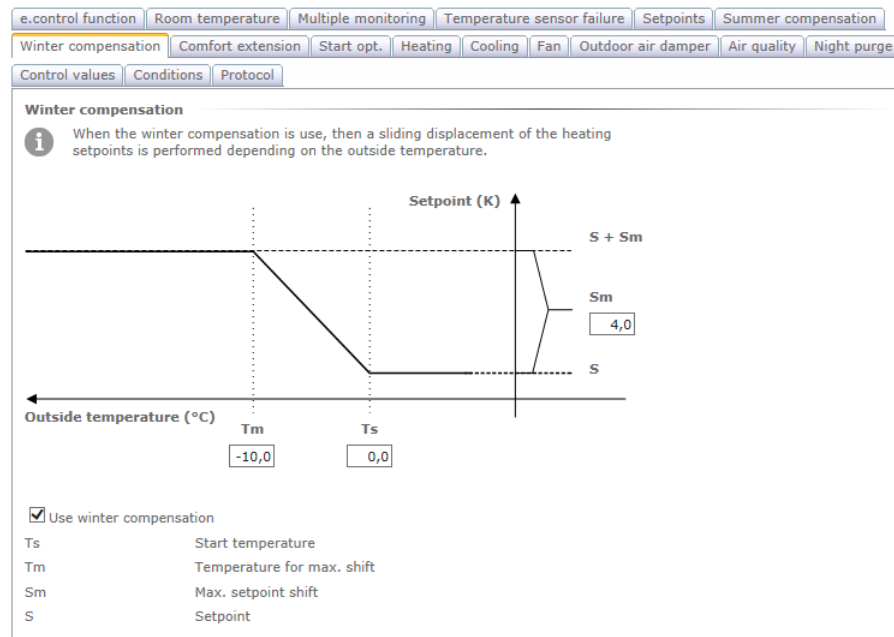 e.control function Room temperature Multiple monitoring Temperature sensor failure Setpoints Summer compensation
Winter compensation Comfort extension Start opt. Heating Cooling Fan Outdoor air damper Air quality Night purge
Control values Conditions Protocol
Winter compensation
When the winter compensation is use, then a sliding displacement of the heating
setpoints is performed depending on the outside temperature.
Setpoint (K)
S + Sm
Sm
4,0
S
Outside temperature (°C)
Tm Ts
-10,0 0,0
Use winter compensation
Ts Start temperature
Tm Temperature for max. shift
Sm Max. setpoint shift
S Setpoint